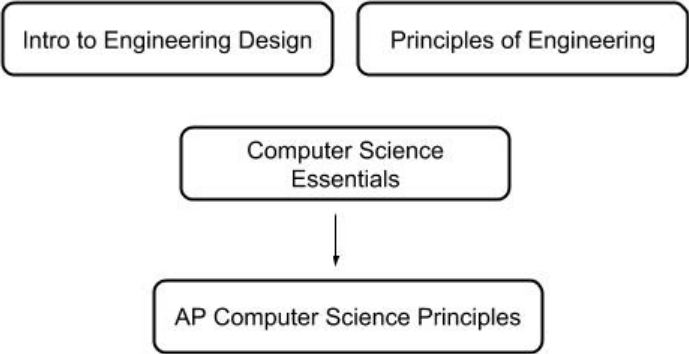 Intro to Engineering Design
Principles of Engineering
Computer Science
Essentials
AP Computer Science Principles